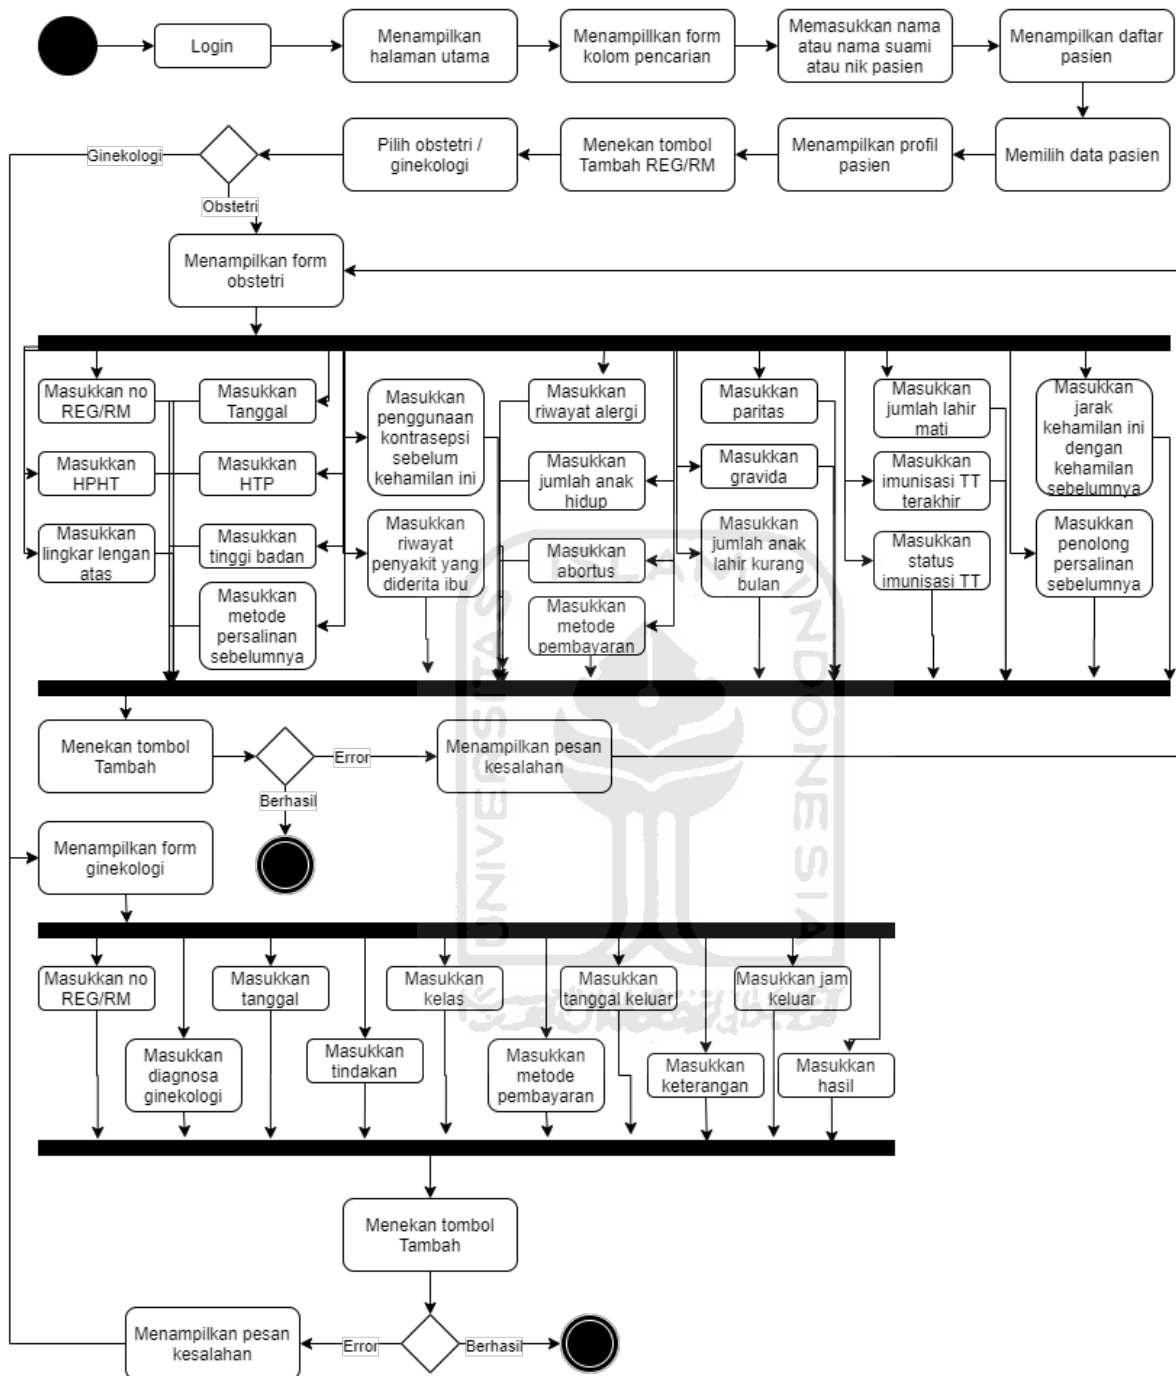 Login
Menampilkan
halaman utama
Menampillkan form
kolom pencarian
Memasukkan nama
atau nama suami
atau nik pasien
Menampilkan daftar
pasien
Ginekologi
Pilih obstetri /
ginekologi
Menekan tombol
Tambah REG/RM
Menampilkan profil
pasien
Memilih data pasien
Obstetri
Menampilkan form
obstetri
Masukkan no
REG/RM
Masukkan
Tanggal
Masukkan
penggunaan
kontrasepsi
sebelum
kehamilan ini
Masukkan
riwayat alergi
Masukkan
paritas
Masukkan
jumlah lahir
mati
Masukkan
jarak
kehamilan ini
dengan
kehamilan
sebelumnya
Masukkan
HPHT
Masukkan
HTP
Masukkan
jumlah anak
hidup
Masukkan
gravida
Masukkan
imunisasi TT
terakhir
Masukkan
lingkar lengan
atas
Masukkan
tinggi badan
Masukkan
riwayat
penyakit yang
diderita ibu
Masukkan
abortus
Masukkan
jumlah anak
lahir kurang
bulan
Masukkan
status
imunisasi TT
Masukkan
penolong
persalinan
sebelumnya
Masukkan
metode
persalinan
sebelumnya
Masukkan
metode
pembayaran
Menekan tombol
Tambah
Error
Menampilkan pesan
kesalahan
Berhasil
Menampilkan form
ginekologi
Masukkan no
REG/RM
Masukkan
tanggal
Masukkan
kelas
Masukkan
tanggal keluar
Masukkan jam
keluar
Masukkan
diagnosa
ginekologi
Masukkan
tindakan
Masukkan
metode
pembayaran
Masukkan
keterangan
Masukkan
hasil
Menekan tombol
Tambah
Menampilkan pesan
kesalahan
Error
Berhasil
UNIVERSITAS
ISLAM
INDONESIA